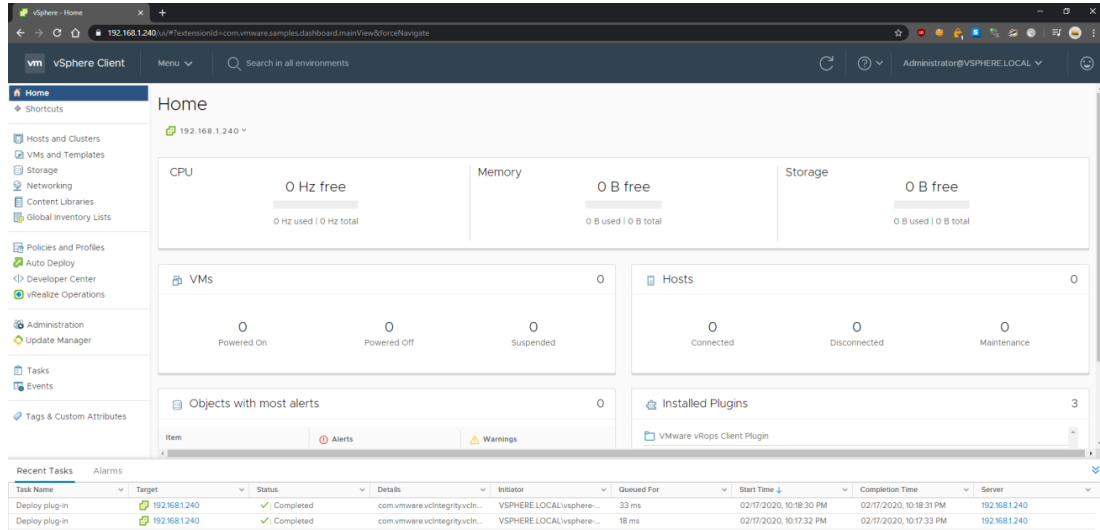 vSphere - Home
192.168.1.240/ui/#?extensionId=com.vmware.samples.dashboard.mainView&forceNavigate
vm vSphere Client Menu Search in all environments Administrator@VSPHERE.LOCAL
Home
Shortcuts
Hosts and Clusters
VMs and Templates
Storage
Networking
Content Libraries
Global Inventory Lists
Policies and Profiles
Auto Deploy
Developer Center
vRealize Operations
Administration
Update Manager
Tasks
Events
Tags & Custom Attributes
Home
192.168.1.240
CPU
0 Hz free
0 Hz used | 0 Hz total
Memory
0 B free
0 B used | 0 B total
Storage
0 B free
0 B used | 0 B total
VMs 0
0 0 0
Powered On Powered Off Suspended
Hosts 0
0 0 0
Connected Disconnected Maintenance
Objects with most alerts 0
Item Alerts Warnings
Installed Plugins 3
VMware vRops Client Plugin
Recent Tasks Alarms
Task Name Target Status Details Initiator Queued For Start Time Completion Time Server
Deploy plug-in 192.168.1.240 Completed com.vmware.vcIntegrity.vcIn... VSPHERE.LOCAL\vsphere-... 33 ms 02/17/2020, 10:18:30 PM 02/17/2020, 10:18:31 PM 192.168.1.240
Deploy plug-in 192.168.1.240 Completed com.vmware.vcIntegrity.vcIn... VSPHERE.LOCAL\vsphere-... 18 ms 02/17/2020, 10:17:32 PM 02/17/2020, 10:17:33 PM 192.168.1.240